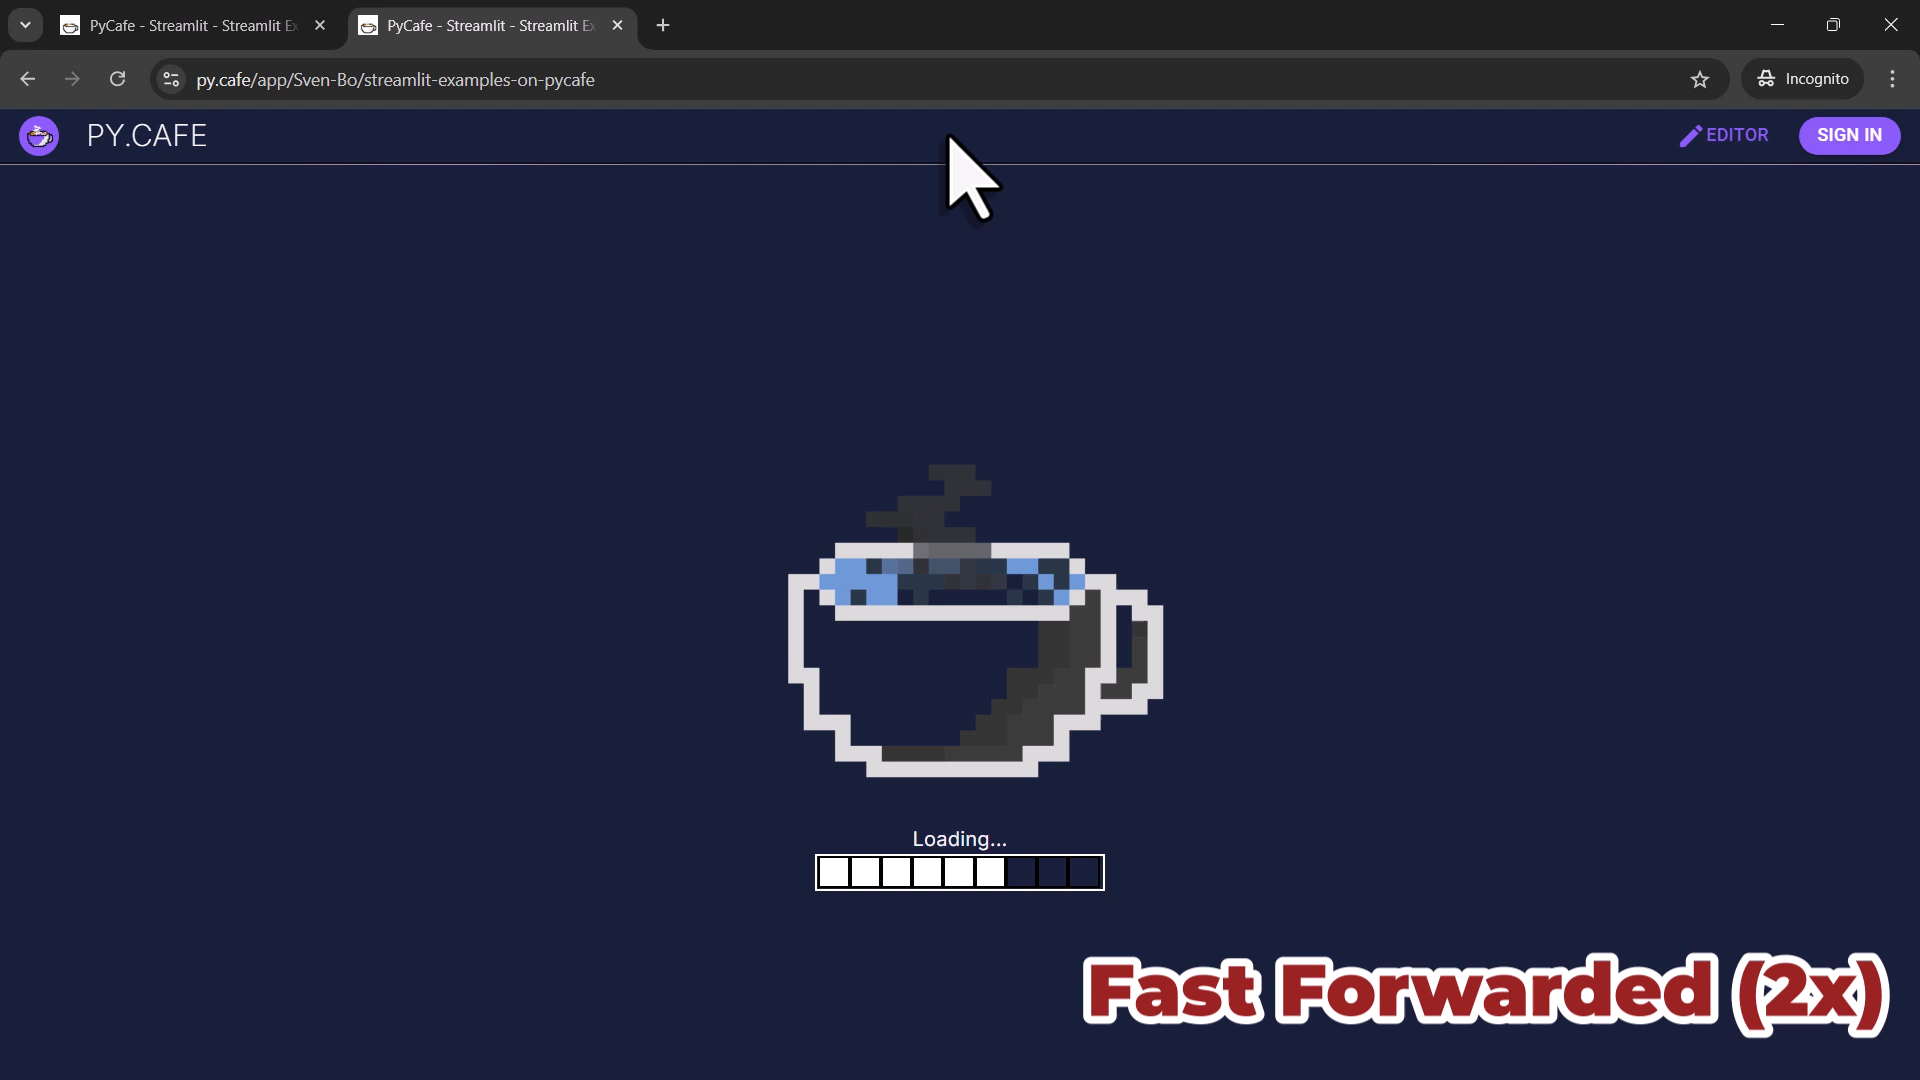 PyCafe - Streamlit - Streamlit Ex
PyCafe - Streamlit - Streamlit Ex
py.cafe/app/Sven-Bo/streamlit-examples-on-pycafe
Incognito
PY.CAFE
EDITOR
SIGN IN
Loading...
Fast Forwarded (2x)